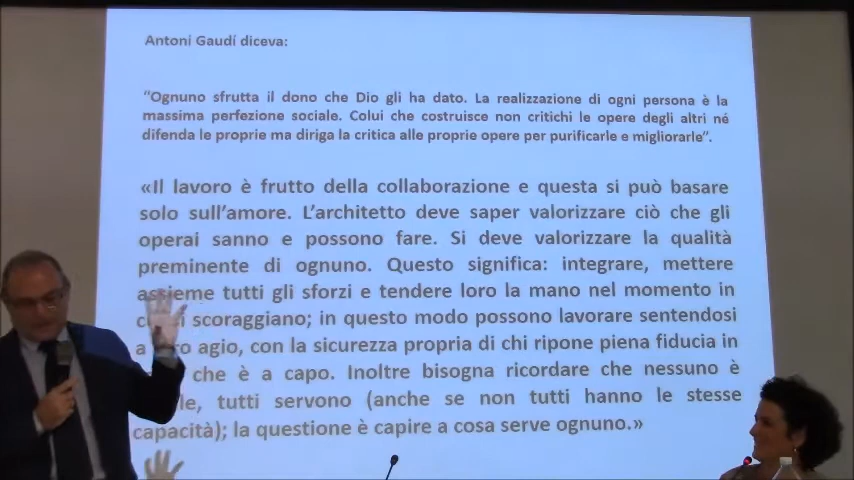 Antoni Gaudí diceva:
“Ognuno sfrutta il dono che Dio gli ha dato. La realizzazione di ogni persona è la
massima perfezione sociale. Colui che costruisce non critichi le opere degli altri né
difenda le proprie ma diriga la critica alle proprie opere per purificarle e migliorarle”.
«Il lavoro è frutto della collaborazione e questa si può basare
solo sull’amore. L’architetto deve saper valorizzare ciò che gli
operai sanno e possono fare. Si deve valorizzare la qualità
preminente di ognuno. Questo significa: integrare, mettere
assieme tutti gli sforzi e tendere loro la mano nel momento in
scoraggiano; in questo modo possono lavorare sentendosi
a agio, con la sicurezza propria di chi ripone piena fiducia in
che è a capo. Inoltre bisogna ricordare che nessuno è
tutti servono (anche se non tutti hanno le stesse
capacità); la questione è capire a cosa serve ognuno.»